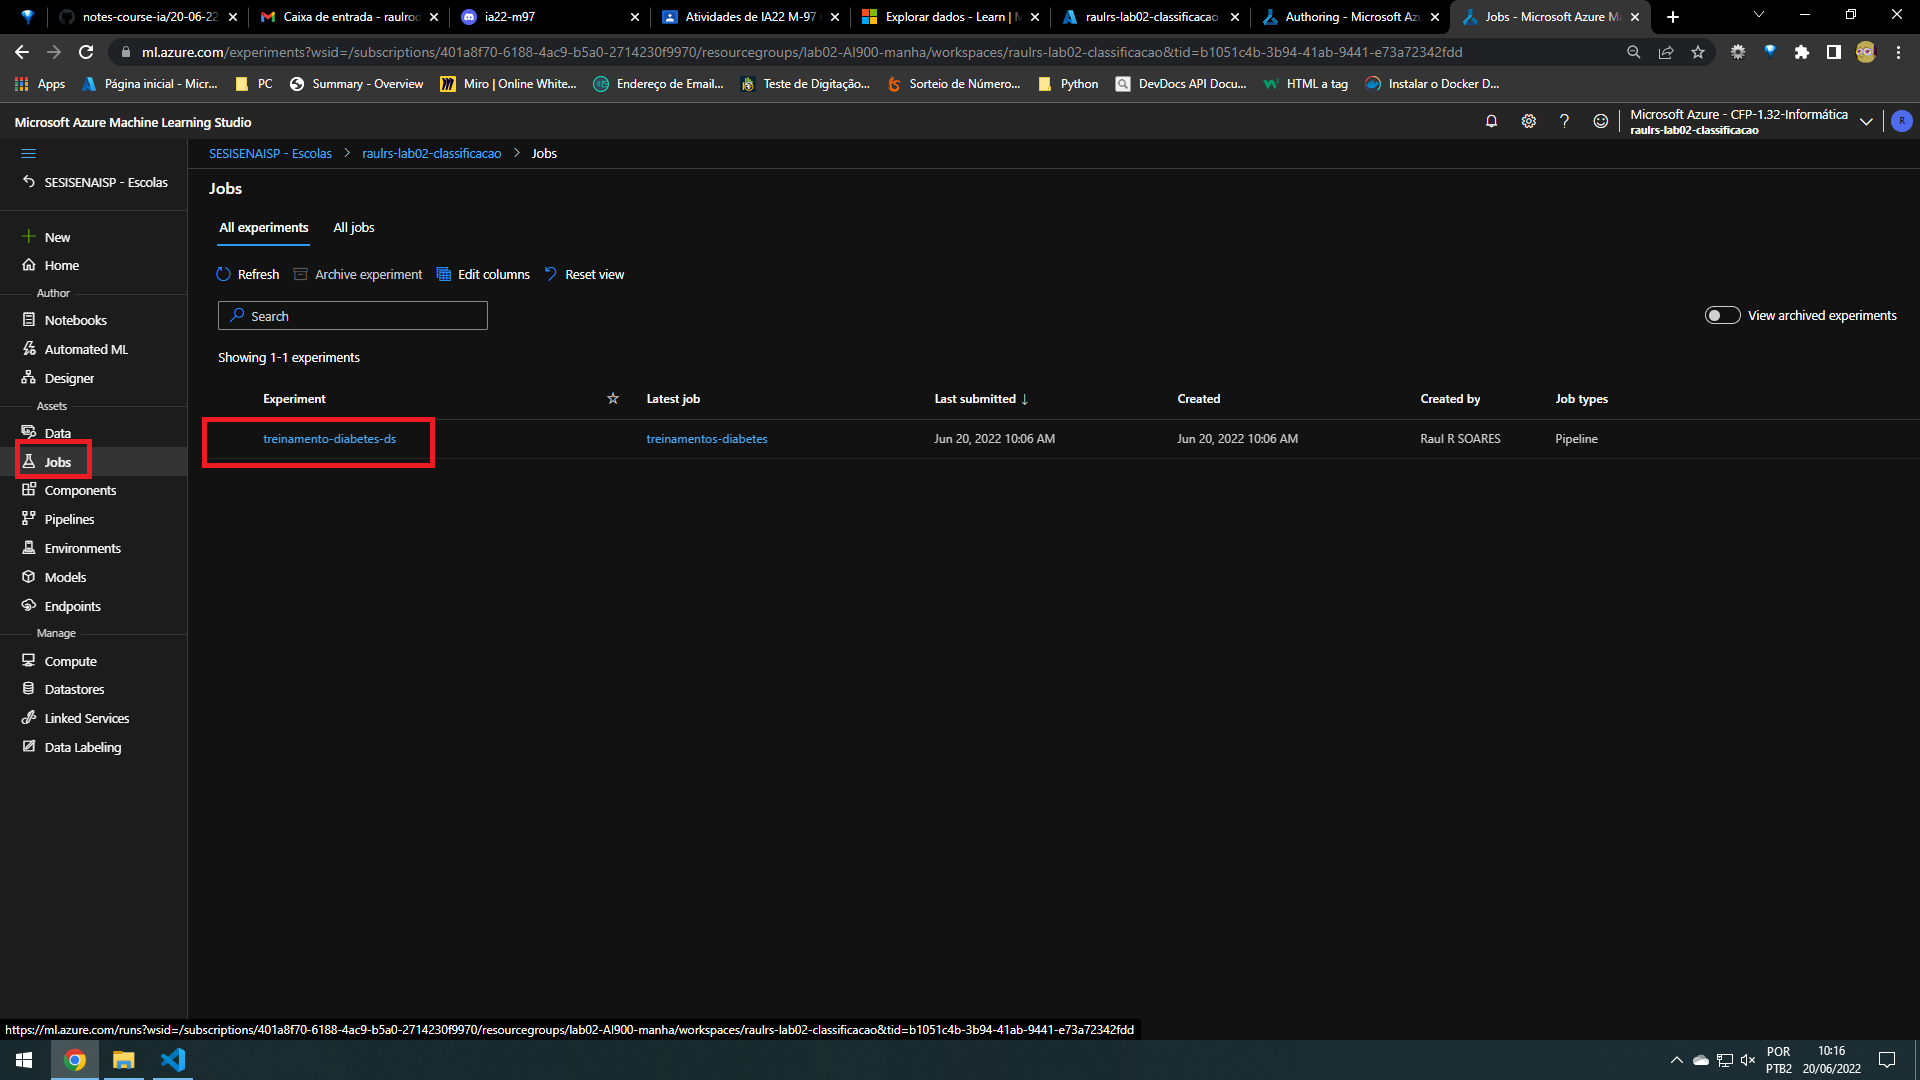 notes-course-ia/20-06-22
Caixa de entrada - raulrod
ia22-m97
Atividades de IA22 M-97
Explorar dados - Learn | M
raulrs-lab02-classificacao
Authoring - Microsoft Azu
Jobs - Microsoft Azure M
ml.azure.com/experiments?wsid=/subscriptions/401a8f70-6188-4ac9-b5a0-2714230f9970/resourcegroups/lab02-AI900-manha/workspaces/raulrs-lab02-classificacao&tid=b1051c4b-3b94-41ab-9441-e73a72342fdd
Apps
Página inicial - Micr...
PC
Summary - Overview
Miro | Online White...
Endereço de Email...
Teste de Digitação...
Sorteio de Número...
Python
DevDocs API Docu...
HTML a tag
Instalar o Docker D...
Microsoft Azure Machine Learning Studio
Microsoft Azure - CFP-1.32-Informática
raulrs-lab02-classificacao
R
SESISENAISP - Escolas > raulrs-lab02-classificacao > Jobs
SESISENAISP - Escolas
New
Home
Author
Notebooks
Automated ML
Designer
Assets
Data
Jobs
Components
Pipelines
Environments
Models
Endpoints
Manage
Compute
Datastores
Linked Services
Data Labeling
Jobs
All experiments
All jobs
Refresh
Archive experiment
Edit columns
Reset view
Search
View archived experiments
Showing 1-1 experiments
Experiment
Latest job
Last submitted ↓
Created
Created by
Job types
treinamento-diabetes-ds
treinamentos-diabetes
Jun 20, 2022 10:06 AM
Jun 20, 2022 10:06 AM
Raul R SOARES
Pipeline
https://ml.azure.com/runs?wsid=/subscriptions/401a8f70-6188-4ac9-b5a0-2714230f9970/resourcegroups/lab02-AI900-manha/workspaces/raulrs-lab02-classificacao&tid=b1051c4b-3b94-41ab-9441-e73a72342fdd
POR
PTB2
10:16
20/06/2022